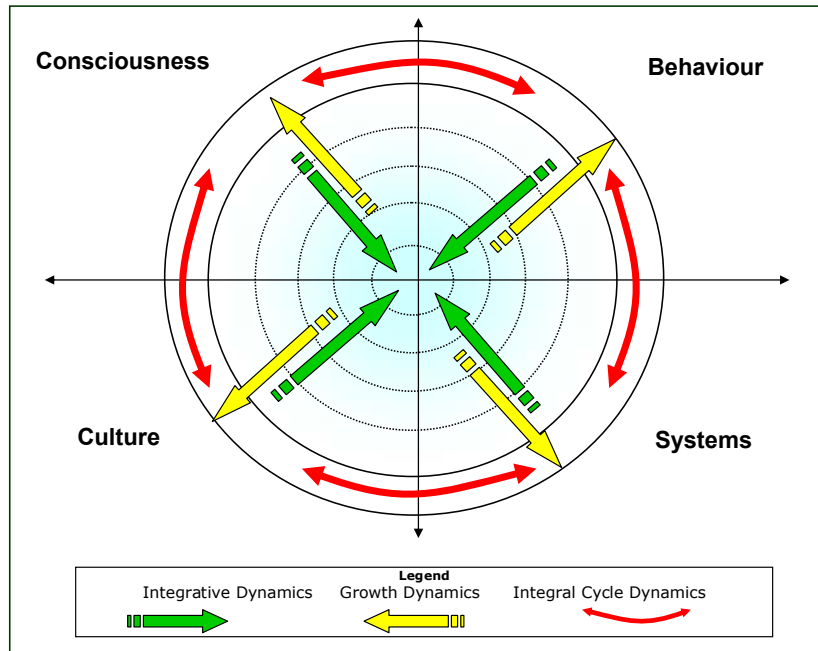 Consciousness
Behaviour
Culture
Systems
Legend
Integrative Dynamics Growth Dynamics Integral Cycle Dynamics